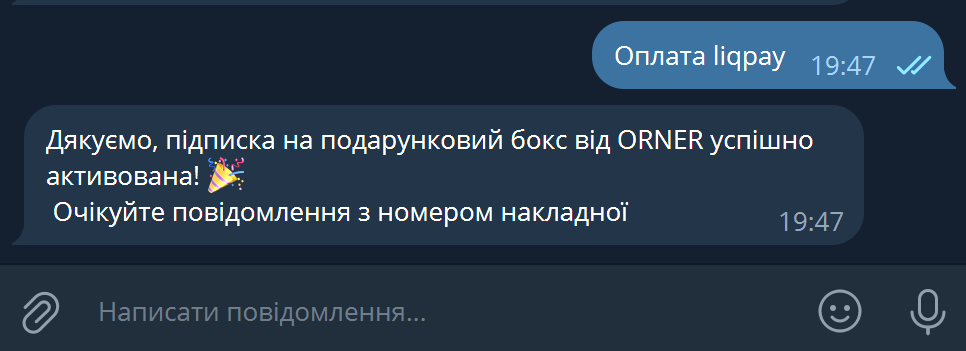 Оплата liqpay 19:47
Дякуємо, підписка на подарунковий бокс від ORNER успішно
активована! 🎉
Очікуйте повідомлення з номером накладної
19:47
Написати повідомлення...